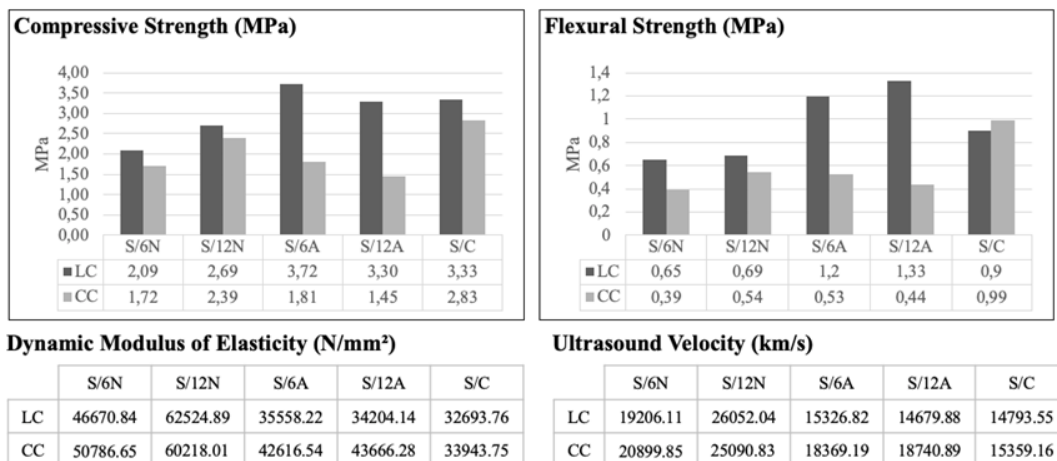 Compressive Strength (MPa)
4,00
3,50
3,00
2,50
2,00
1,50
1,00
0,50
0,00
MPa
S/6N S/12N S/6A S/12A S/C
LC 2,09 2,69 3,72 3,30 3,33
CC 1,72 2,39 1,81 1,45 2,83
Flexural Strength (MPa)
1,4
1,2
1
0,8
0,6
0,4
0,2
0
MPa
S/6N S/12N S/6A S/12A S/C
LC 0,65 0,69 1,2 1,33 0,9
CC 0,39 0,54 0,53 0,44 0,99
Dynamic Modulus of Elasticity (N/mm²)
S/6N S/12N S/6A S/12A S/C
LC 46670.84 62524.89 35558.22 34204.14 32693.76
CC 50786.65 60218.01 42616.54 43666.28 33943.75
Ultrasound Velocity (km/s)
S/6N S/12N S/6A S/12A S/C
LC 19206.11 26052.04 15326.82 14679.88 14793.55
CC 20899.85 25090.83 18369.19 18740.89 15359.16